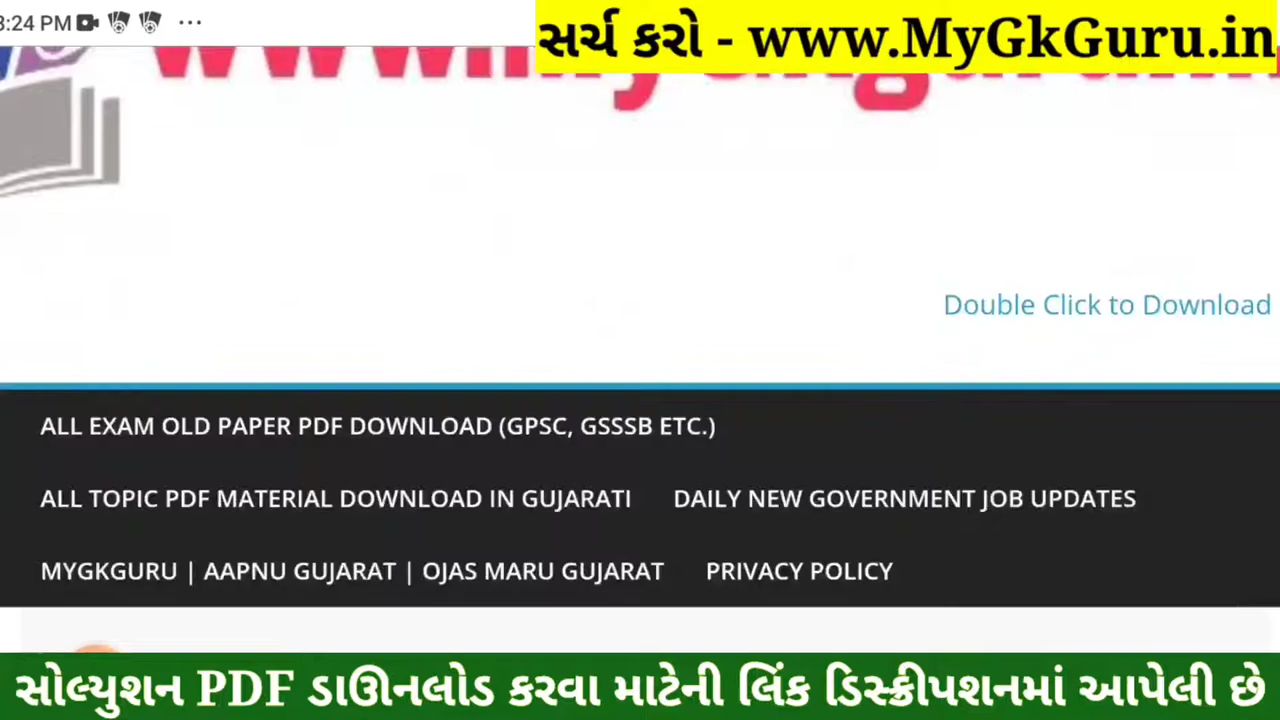 3:24 PM
સર્ચ કરો - www.MyGkGuru.in
Double Click to Download
ALL EXAM OLD PAPER PDF DOWNLOAD (GPSC, GSSSB ETC.)
ALL TOPIC PDF MATERIAL DOWNLOAD IN GUJARATI DAILY NEW GOVERNMENT JOB UPDATES
MYGKGURU | AAPNU GUJARAT | OJAS MARU GUJARAT PRIVACY POLICY
સોલ્યુશન PDF ડાઊનલોડ કરવા માટેની લિંક ડિસ્ક્રીપશનમાં આપેલી છે